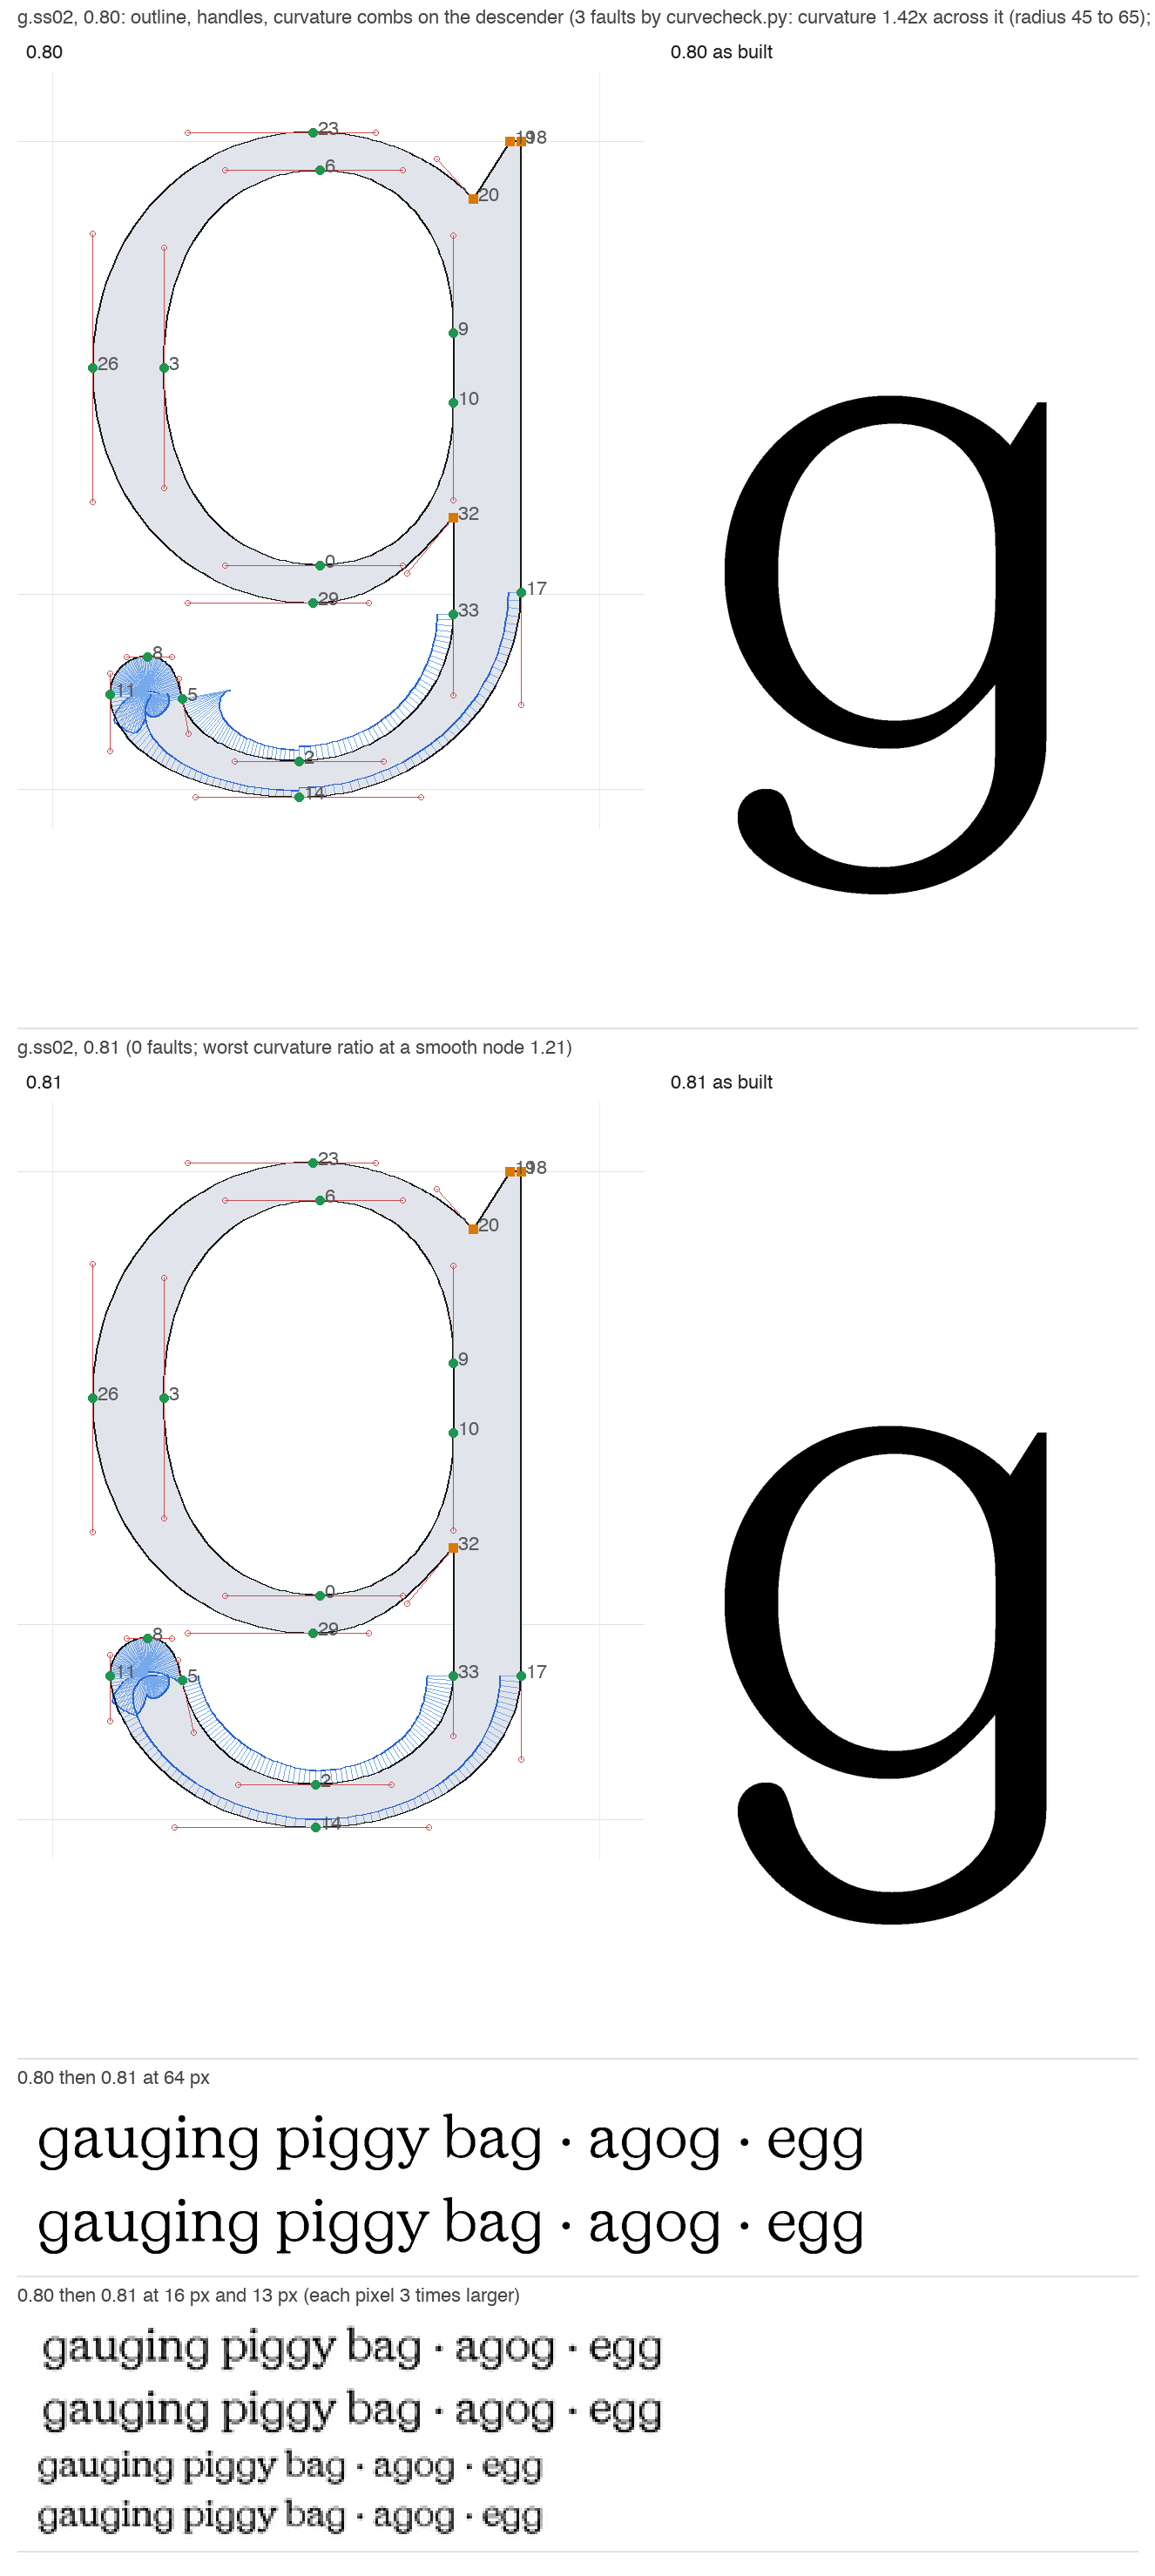 g.ss02, 0.80: outline, handles, curvature combs on the descender (3 faults by curvecheck.py: curvature 1.42x across it (radius 45 to 65);
0.80
0.80 as built
23
6
1918
20
9
26
3
10
32
0
29
17
33
8
11
5
2
14
g
g.ss02, 0.81 (0 faults; worst curvature ratio at a smooth node 1.21)
0.81
0.81 as built
23
6
1918
20
9
26
3
10
32
0
29
8
11
5
33
17
2
14
g
0.80 then 0.81 at 64 px
gauging piggy bag · agog · egg
gauging piggy bag · agog · egg
0.80 then 0.81 at 16 px and 13 px (each pixel 3 times larger)
gauging piggy bag · agog · egg
gauging piggy bag · agog · egg
gauging piggy bag · agog · egg
gauging piggy bag · agog · egg